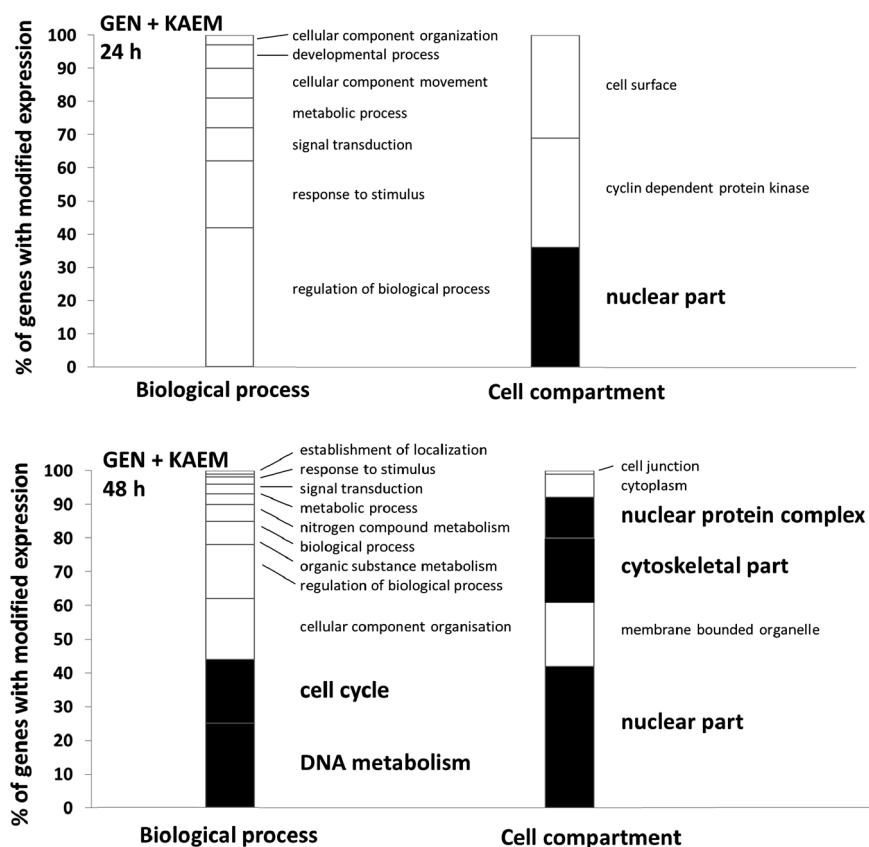 GEN + KAEM
24 h
% of genes with modified expression
100
90
80
70
60
50
40
30
20
10
0
cellular component organization
developmental process
cellular component movement
metabolic process
signal transduction
response to stimulus
regulation of biological process
cell surface
cyclin dependent protein kinase
nuclear part
Biological process
Cell compartment
GEN + KAEM
48 h
% of genes with modified expression
100
90
80
70
60
50
40
30
20
10
0
establishment of localization
response to stimulus
signal transduction
metabolic process
nitrogen compound metabolism
biological process
organic substance metabolism
regulation of biological process
cellular component organisation
cell cycle
DNA metabolism
cell junction
cytoplasm
nuclear protein complex
cytoskeletal part
membrane bounded organelle
nuclear part
Biological process
Cell compartment